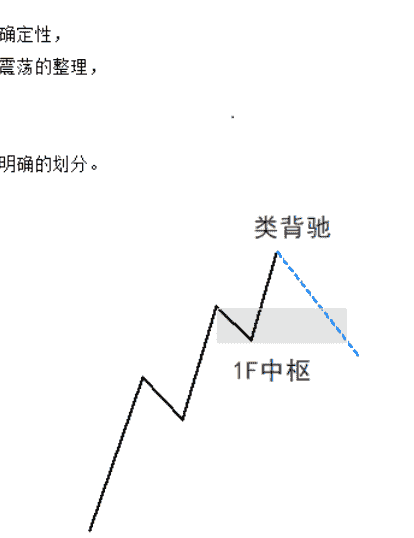 确定性，
震荡的整理，
明确的划分。
类背驰
1F中枢